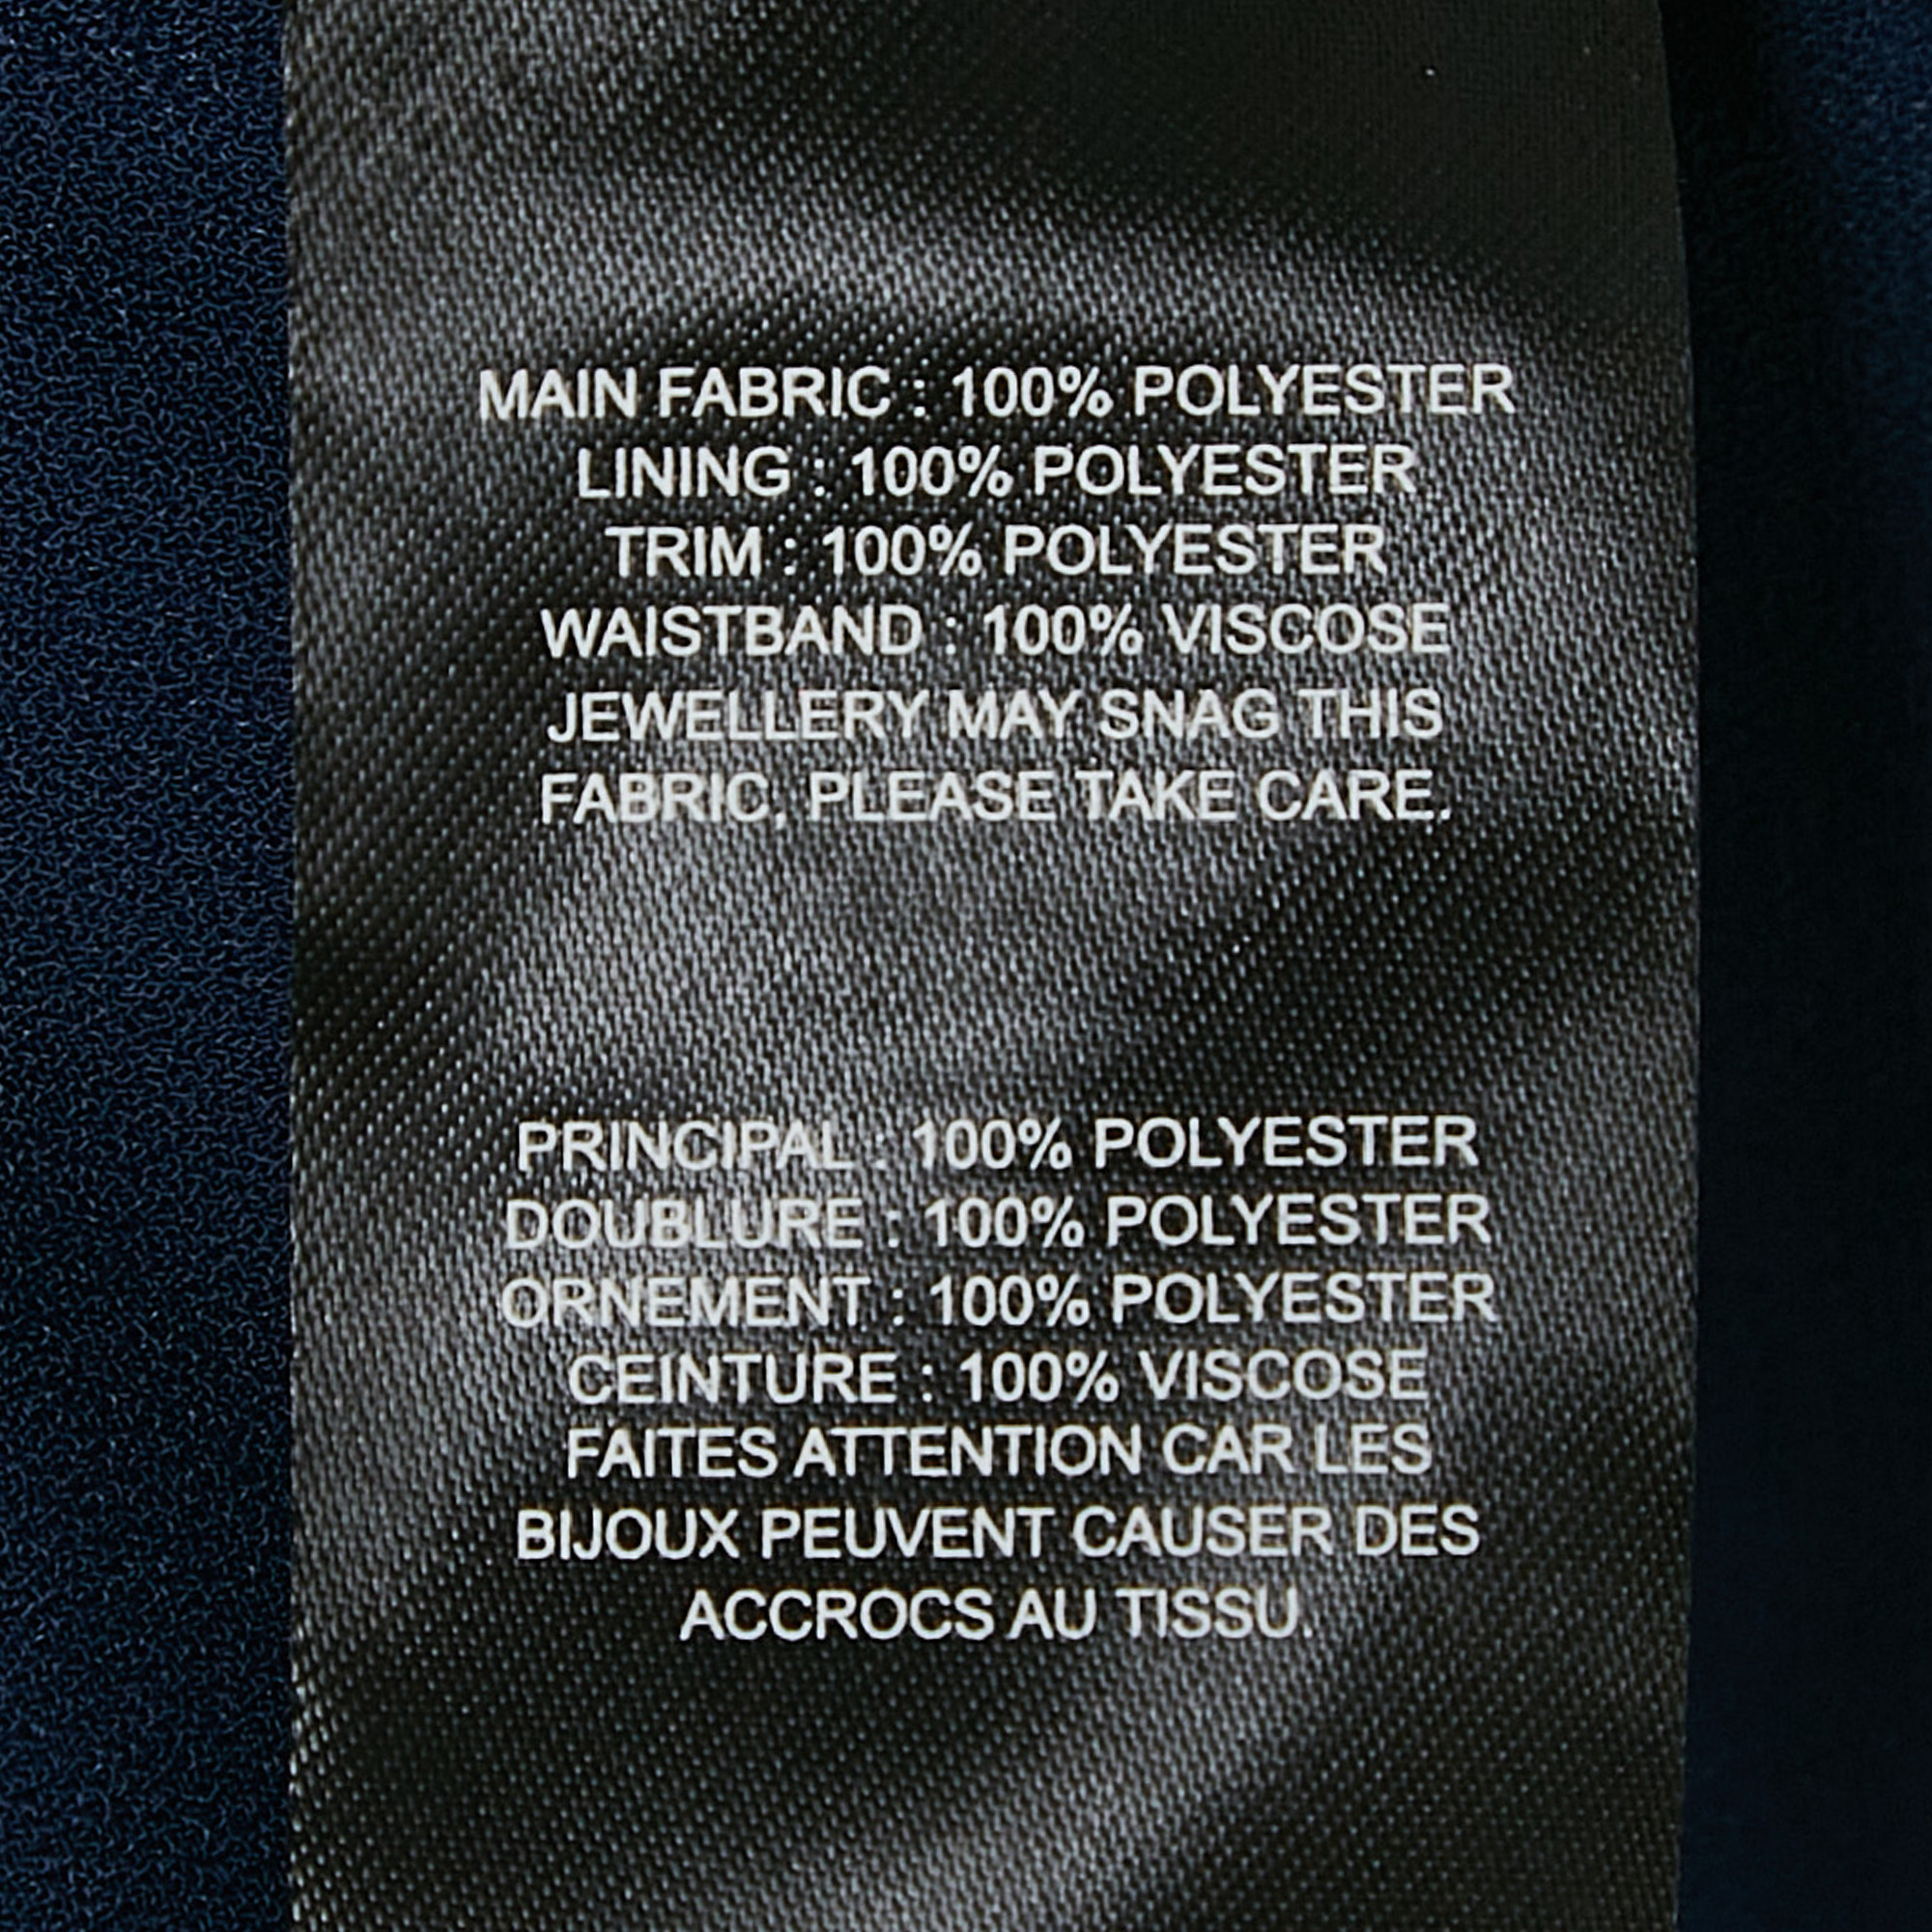 MAIN FABRIC : 100% POLYESTER
LINING : 100% POLYESTER
TRIM : 100% POLYESTER
WAISTBAND : 100% VISCOSE
JEWELLERY MAY SNAG THIS
FABRIC, PLEASE TAKE CARE.
PRINCIPAL : 100% POLYESTER
DOUBLURE : 100% POLYESTER
ORNEMENT : 100% POLYESTER
CEINTURE : 100% VISCOSE
FAITES ATTENTION CAR LES
BIJOUX PEUVENT CAUSER DES
ACCROCS AU TISSU.